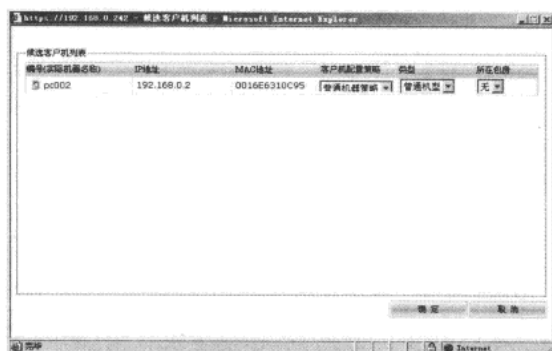 https://192.168.0.242 - 候选客户机列表 - Microsoft Internet Explorer
候选客户机列表
编号(实际机器名称) IP地址 MAC地址 客户机配置策略 类型 所在包房
pc002 192.168.0.2 0016E6310C95 普通机器策略 普通机型 无
确定 取消
完毕 Internet